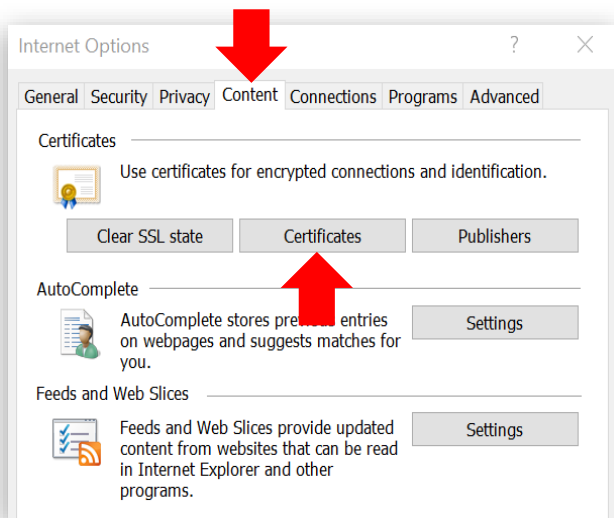 Internet Options
?
General Security Privacy Content Connections Programs Advanced
Certificates
Use certificates for encrypted connections and identification.
Clear SSL state Certificates Publishers
AutoComplete
AutoComplete stores entries
on webpages and suggests matches for
you.
Settings
Feeds and Web Slices
Feeds and Web Slices provide updated
content from websites that can be read
in Internet Explorer and other
programs.
Settings